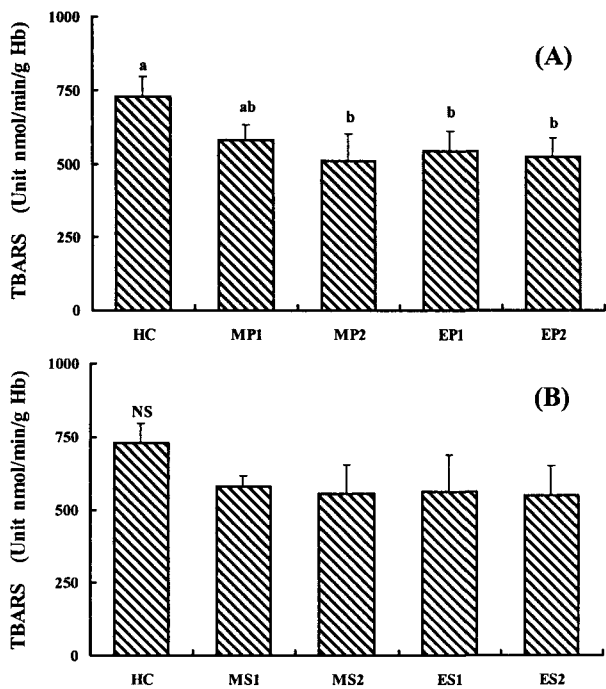 1000
(A)
a
750
ab
b
b
b
500
250
0
TBARS (Unit nmol/min/g Hb)
HC MP1 MP2 EP1 EP2
1000
(B)
NS
750
500
250
0
TBARS (Unit nmol/min/g Hb)
HC MS1 MS2 ES1 ES2